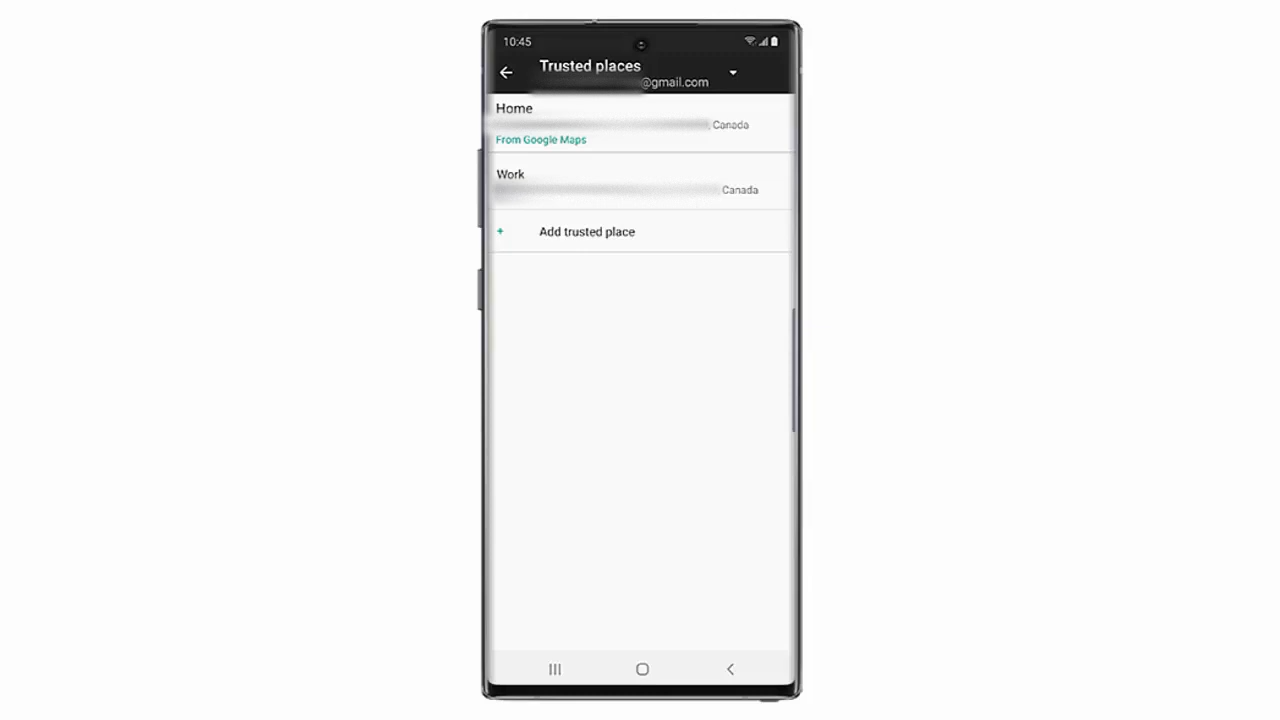 10:45
Trusted places
@gmail.com
Home
Canada
From Google Maps
Work
Canada
+ Add trusted place